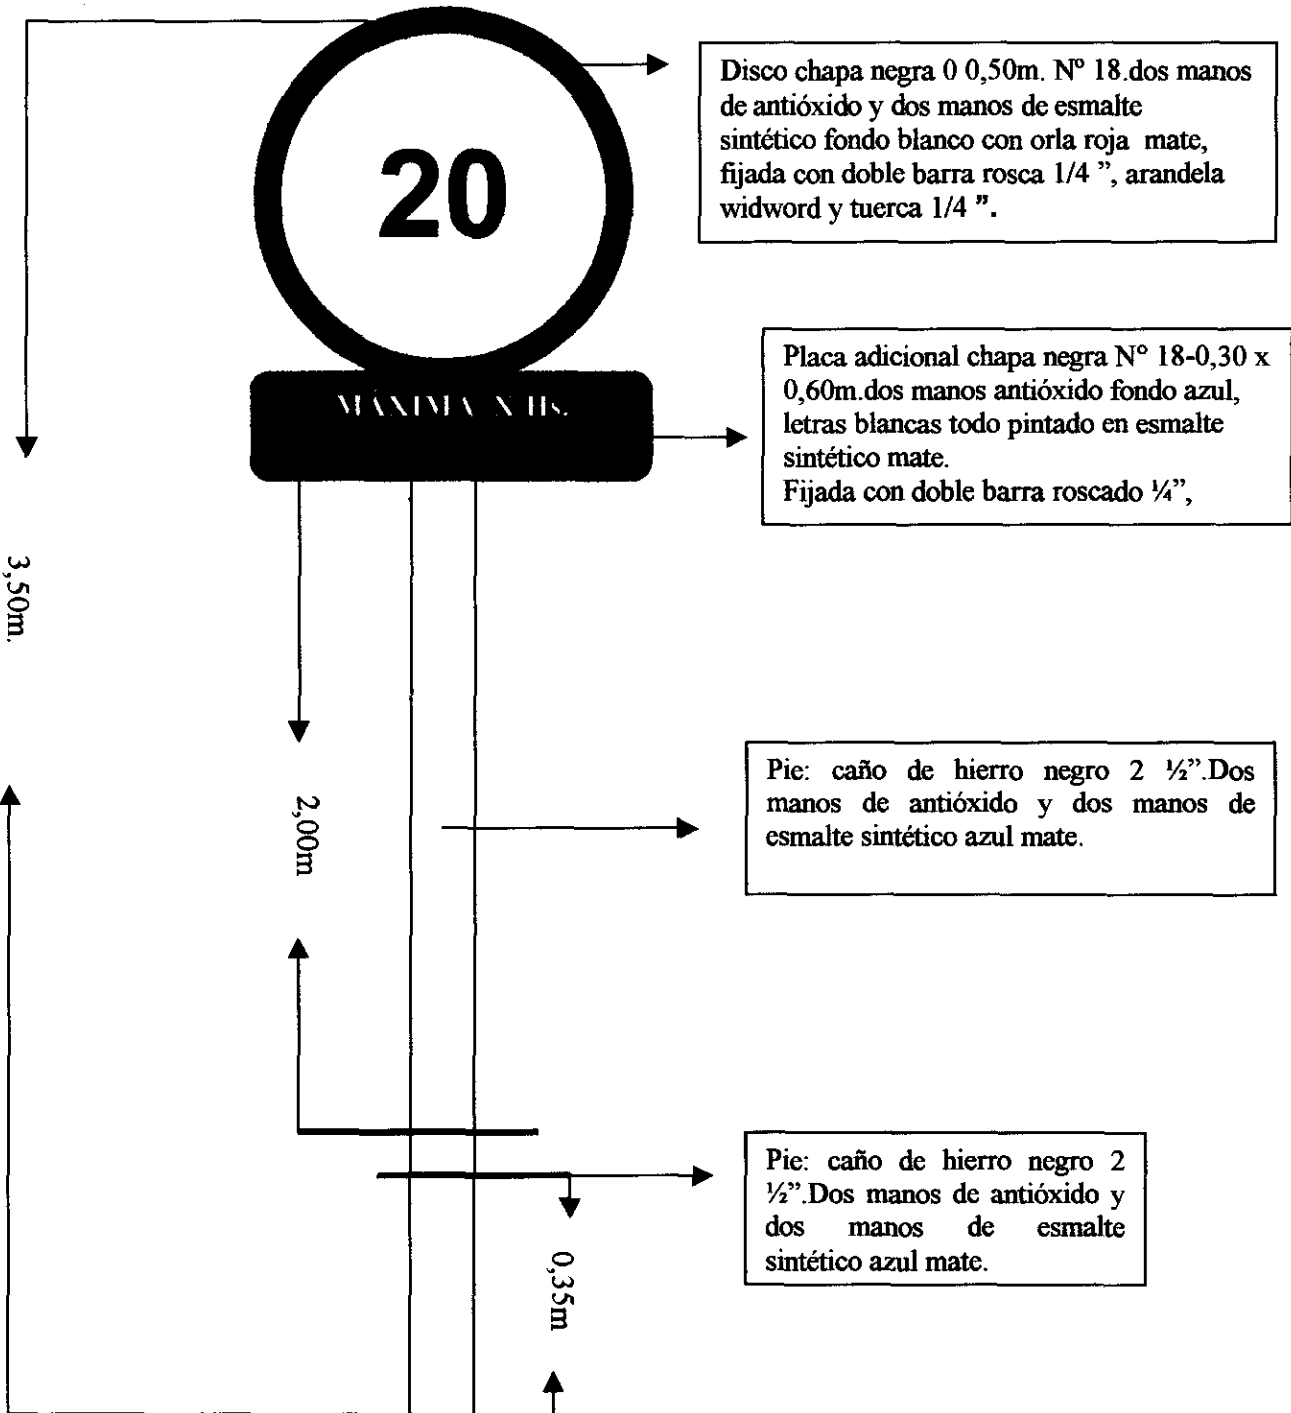 20
MÁXIMA X Hs.
Disco chapa negra 0 0,50m. Nº 18.dos manos
de antióxido y dos manos de esmalte
sintético fondo blanco con orla roja mate,
fijada con doble barra rosca 1/4 ”, arandela
widword y tuerca 1/4 ”.
Placa adicional chapa negra N° 18-0,30 x
0,60m.dos manos antióxido fondo azul,
letras blancas todo pintado en esmalte
sintético mate.
Fijada con doble barra roscado ¼”,
3,50m.
2,00m
Pie: caño de hierro negro 2 ½”.Dos
manos de antióxido y dos manos de
esmalte sintético azul mate.
Pie: caño de hierro negro 2
½”.Dos manos de antióxido y
dos manos de esmalte
sintético azul mate.
0,35m